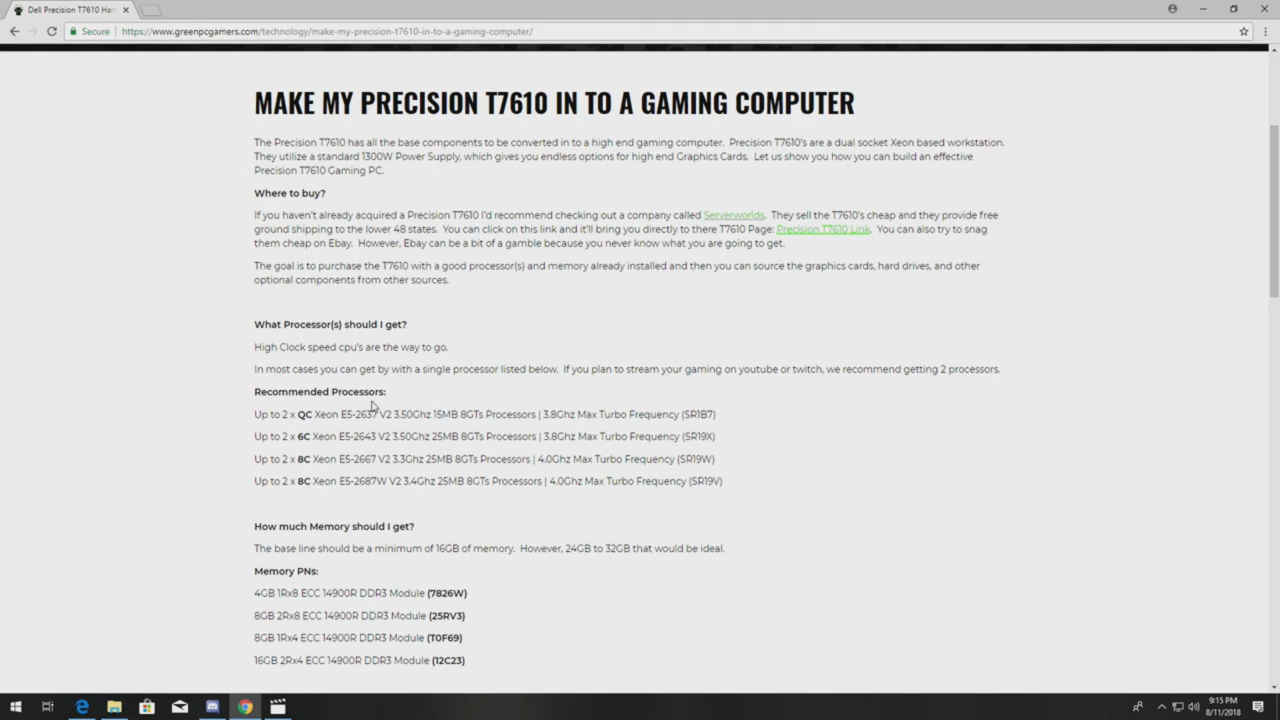 Dell Precision T7610 Har
Secure
https://www.greenpcgamers.com/technology/make-my-precision-t7610-in-to-a-gaming-computer/
MAKE MY PRECISION T7610 IN TO A GAMING COMPUTER
The Precision T7610 has all the base components to be converted in to a high end gaming computer. Precision T7610's are a dual socket Xeon based workstation.
They utilize a standard 1300W Power Supply, which gives you endless options for high end Graphics Cards. Let us show you how you can build an effective
Precision T7610 Gaming PC.
Where to buy?
If you haven't already acquired a Precision T7610 I'd recommend checking out a company called Serverworlds. They sell the T7610's cheap and they provide free
ground shipping to the lower 48 states. You can click on this link and it'll bring you directly to there T7610 Page: Precision T7610 Link. You can also try to snag
them cheap on Ebay. However, Ebay can be a bit of a gamble because you never know what you are going to get.
The goal is to purchase the T7610 with a good processor(s) and memory already installed and then you can source the graphics cards, hard drives, and other
optional components from other sources.
What Processor(s) should I get?
High Clock speed cpu's are the way to go.
In most cases you can get by with a single processor listed below. If you plan to stream your gaming on youtube or twitch, we recommend getting 2 processors.
Recommended Processors:
Up to 2 x QC Xeon E5-2637 V2 3.50Ghz 15MB 8GTs Processors | 3.8Ghz Max Turbo Frequency (SR1B7)
Up to 2 x 6C Xeon E5-2643 V2 3.50Ghz 25MB 8GTs Processors | 3.8Ghz Max Turbo Frequency (SR19X)
Up to 2 x 8C Xeon E5-2667 V2 3.3Ghz 25MB 8GTs Processors | 4.0Ghz Max Turbo Frequency (SR19W)
Up to 2 x 8C Xeon E5-2687W V2 3.4Ghz 25MB 8GTs Processors | 4.0Ghz Max Turbo Frequency (SR19V)
How much Memory should I get?
The base line should be a minimum of 16GB of memory. However, 24GB to 32GB that would be ideal.
Memory PNs:
4GB 1Rx8 ECC 14900R DDR3 Module (7826W)
8GB 2Rx8 ECC 14900R DDR3 Module (25RV3)
8GB 1Rx4 ECC 14900R DDR3 Module (T0F69)
16GB 2Rx4 ECC 14900R DDR3 Module (12C23)
9:15 PM
8/11/2018